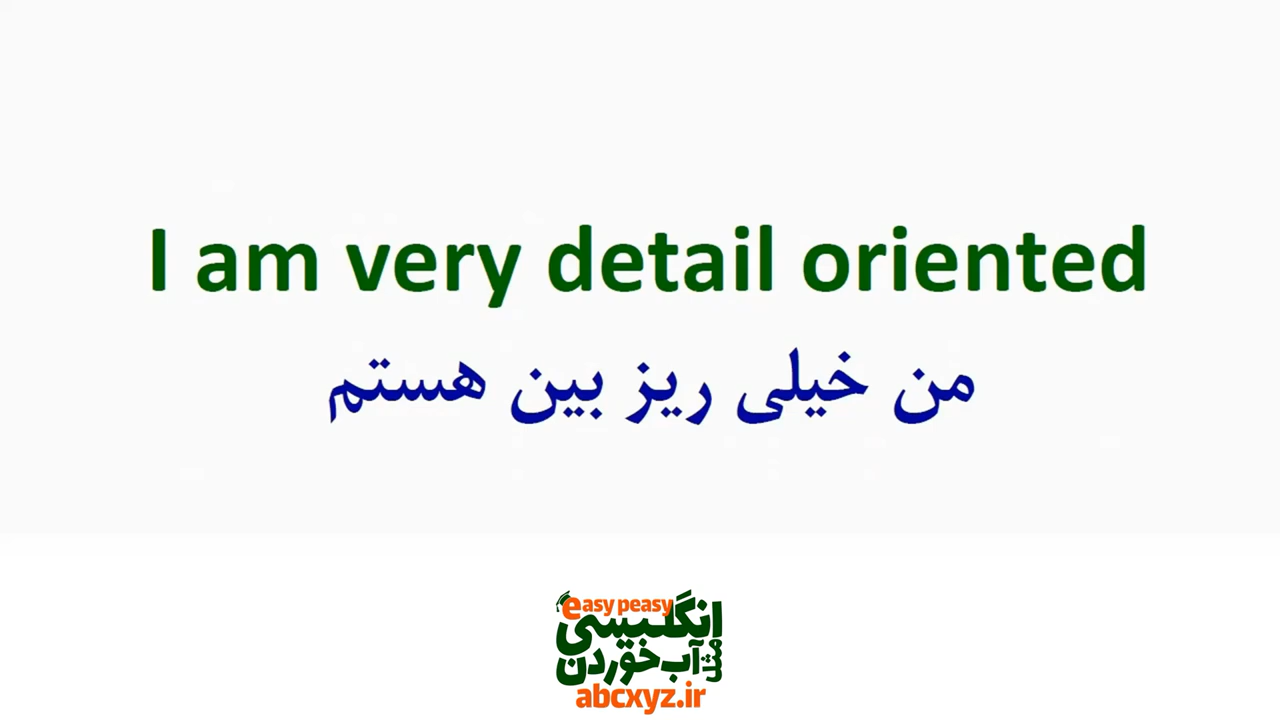 I am very detail oriented
من خیلی ریز بین هستم
easy peasy
انگلیسی
مثل آب خوردن
abcxyz.ir